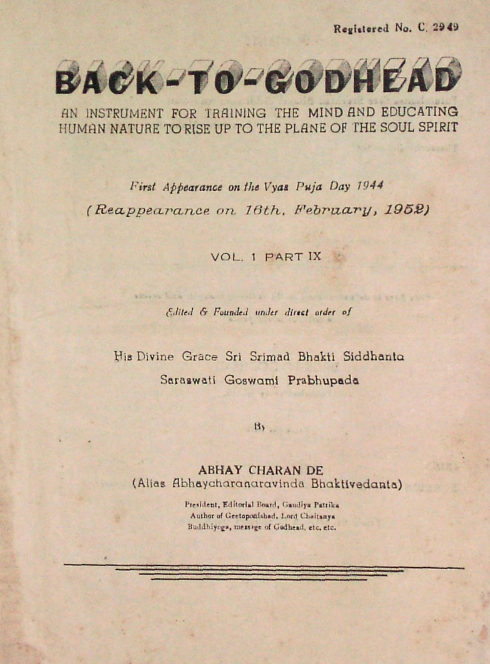 Registered No. C. 2949
BACK-TO-GODHEAD
AN INSTRUMENT FOR TRAINING THE MIND AND EDUCATING
HUMAN NATURE TO RISE UP TO THE PLANE OF THE SOUL SPIRIT
First Appearance on the Vyas Puja Day 1944
(Reappearance on 16th, February, 1952)
VOL. 1 PART IX
Edited & Founded under direct order of
His Divine Grace Sri Srimad Bhakti Siddhanta
Saraswati Goswami Prabhupada
By
ABHAY CHARAN DE
(Alias Abhaycharanaravinda Bhaktivedanta)
President, Editorial Board, Gaudiya Patrika
Author of Geetopanishad, Lord Chaitanya
Buddhiyoga, message of Godhead, etc. etc.